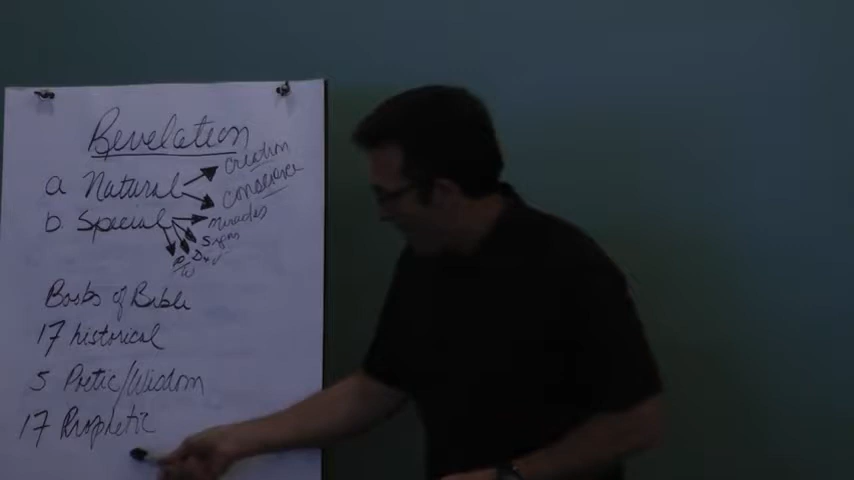 Revelation
a Natural creation
conscience
b Special miracles
Signs
Books of Bible
17 historical
5 Poetic/Wisdom
17 Prophetic